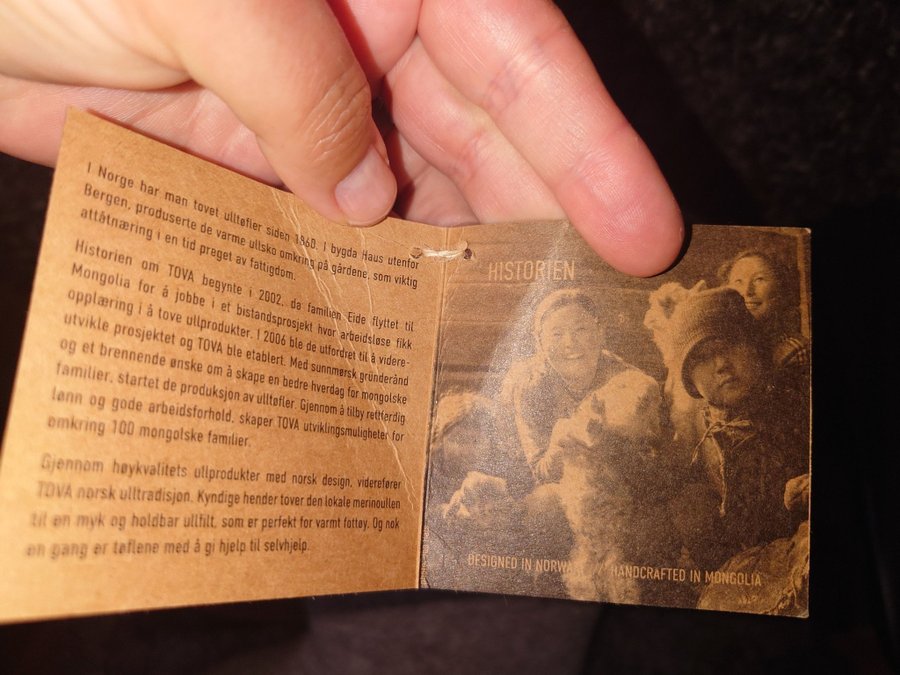 I Norge har man tovet ulltøfler siden 1860. I bygda Haus utenfor
Bergen, produserte de varme ullsko omkring på gårdene, som viktig
attåtnæring i en tid preget av fattigdom.
Historien om TOVA begynte i 2002, da familien Eide flyttet til
Mongolia for å jobbe i et bistandsprosjekt hvor arbeidsløse fikk
opplæring i å tove ullprodukter. I 2006 ble de utfordret til å videre-
utvikle prosjektet og TOVA ble etablert. Med sunnmørsk gründerånd
og et brennende ønske om å skape en bedre hverdag for mongolske
familier, startet de produksjon av ulltøfler. Gjennom å tilby rettferdig
lønn og gode arbeidsforhold, skaper TOVA utviklingsmuligheter for
omkring 100 mongolske familier.
Gjennom høykvalitets ullprodukter med norsk design, viderefører
TOVA norsk ulltradisjon. Kyndige hender tover den lokale merinoullen
til en myk og holdbar ullfilt, som er perfekt for varmt fottøy. Og nok
en gang er tøflene med å gi hjelp til selvhjelp.
HISTORIEN
DESIGNED IN NORWAY // HANDCRAFTED IN MONGOLIA